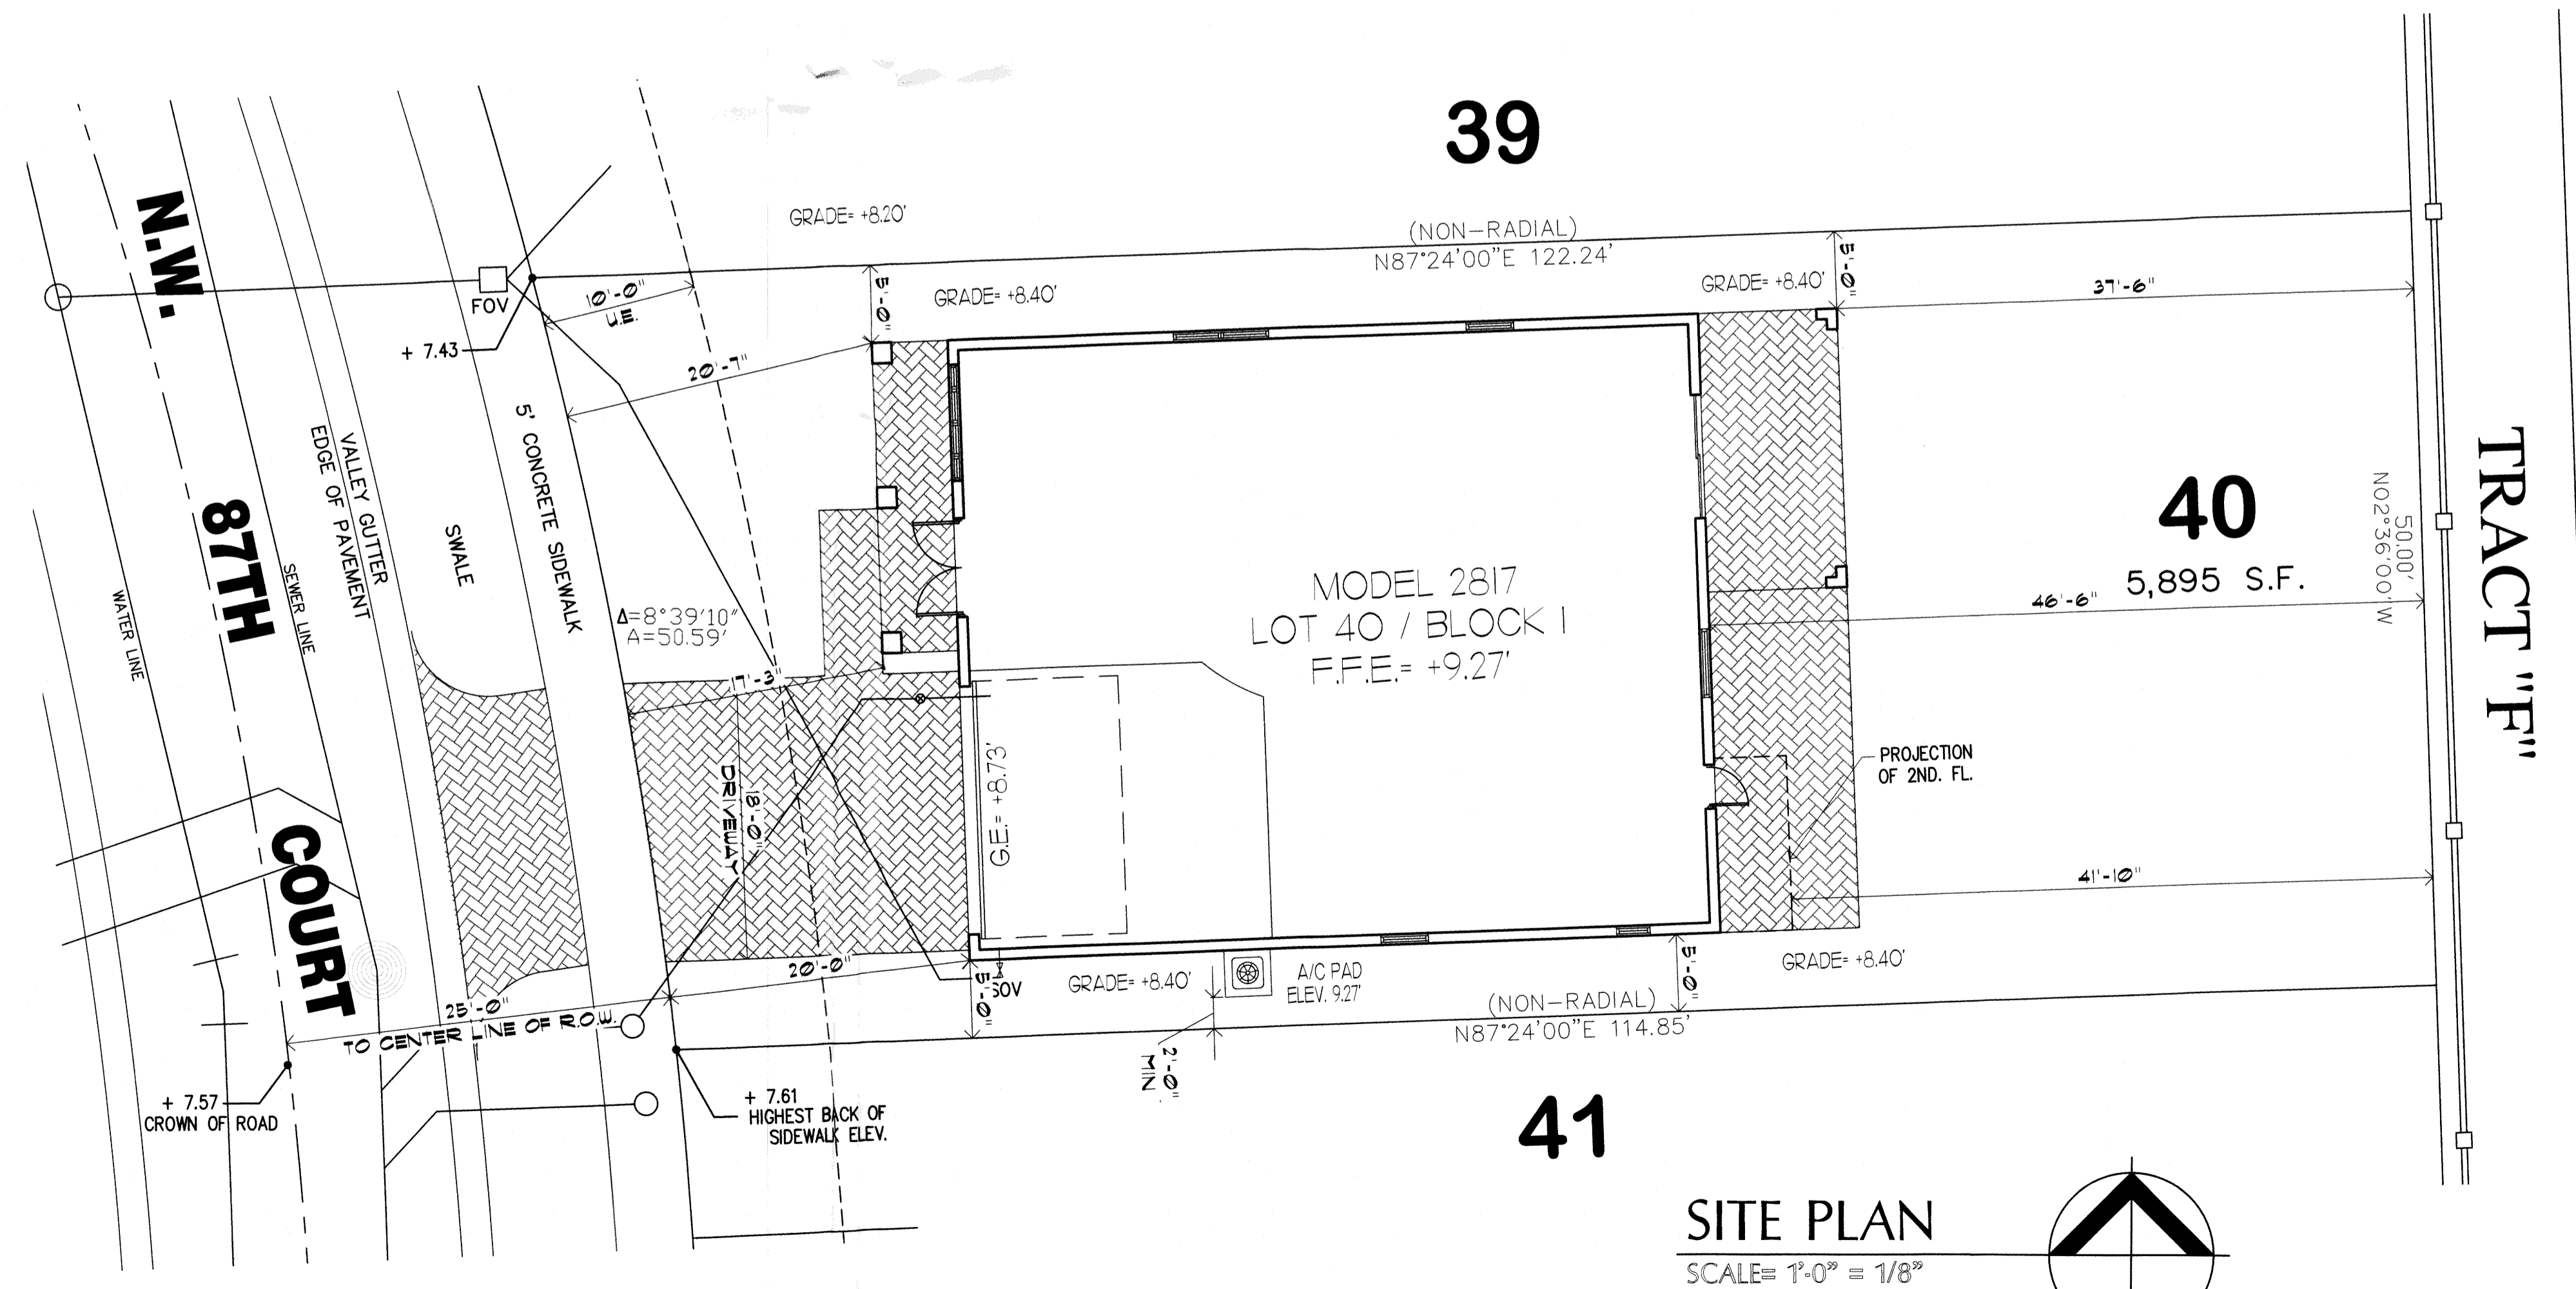 39
N.W.
87TH
COURT
GRADE= +8.20'
(NON-RADIAL)
N87°24'00"E 122.24'
FOV
10'-0"
U.E.
5'-0"
GRADE= +8.40'
GRADE= +8.40'
5'-0"
37'-6"
+ 7.43
20'-7"
VALLEY GUTTER
EDGE OF PAVEMENT
SWALE
5' CONCRETE SIDEWALK
WATER LINE
SEWER LINE
Δ=8°39'10"
A=50.59'
MODEL 2817
LOT 40 / BLOCK 1
F.F.E.= +9.27'
40
5,895 S.F.
46'-6"
50.00'
N02°36'00"W
TRACT "F"
17'-3"
18'-0"
DRIVEWAY
G.E.= +8.73'
PROJECTION
OF 2ND. FL.
41'-10"
20'-0"
25'-0"
TO CENTER LINE OF R.O.W.
5'-0"
SOV
GRADE= +8.40'
A/C PAD
ELEV. 9.27'
5'-0"
GRADE= +8.40'
(NON-RADIAL)
N87°24'00"E 114.85'
2'-0"
MIN.
+ 7.57
CROWN OF ROAD
+ 7.61
HIGHEST BACK OF
SIDEWALK ELEV.
41
SITE PLAN
SCALE= 1'-0" = 1/8"